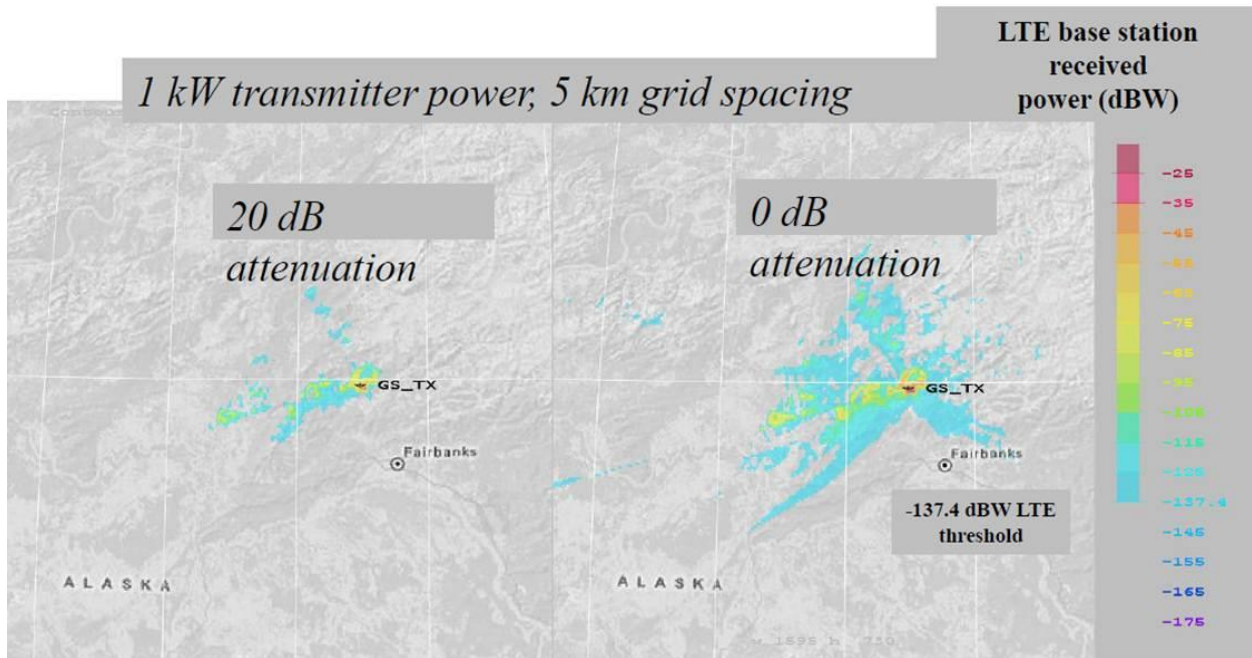 LTE base station
received
power (dBW)
1 kW transmitter power, 5 km grid spacing
20 dB
attenuation
0 dB
attenuation
GS_TX
GS_TX
Fairbanks
Fairbanks
-137.4 dBW LTE
threshold
ALASKA
ALASKA
-25
-35
-45
-55
-65
-75
-85
-95
-105
-115
-125
-137.4
-145
-155
-165
-175